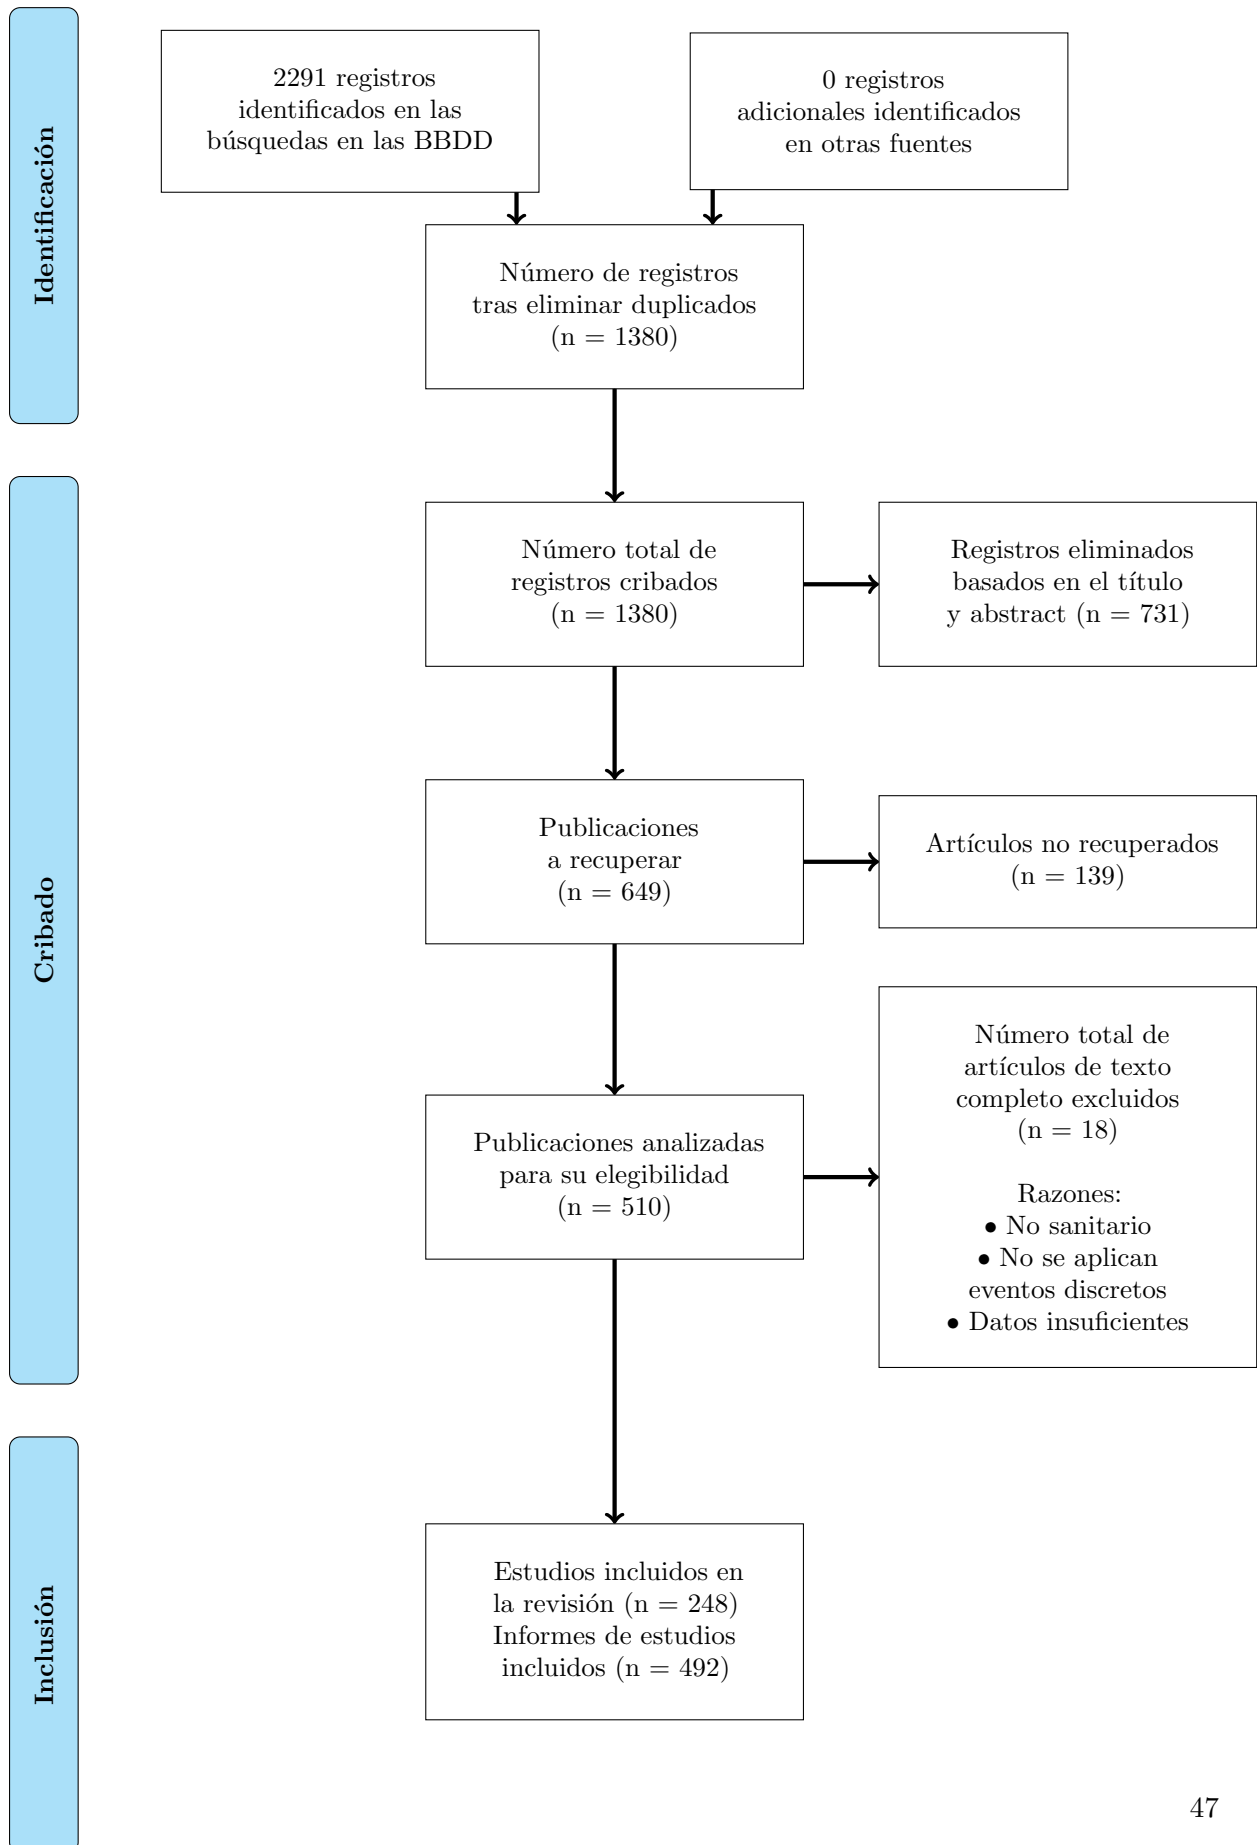 Identificación
2291 registros
identificados en las
búsquedas en las BBDD
0 registros
adicionales identificados
en otras fuentes
Número de registros
tras eliminar duplicados
(n = 1380)
Cribado
Número total de
registros cribados
(n = 1380)
Registros eliminados
basados en el título
y abstract (n = 731)
Publicaciones
a recuperar
(n = 649)
Artículos no recuperados
(n = 139)
Publicaciones analizadas
para su elegibilidad
(n = 510)
Número total de
artículos de texto
completo excluidos
(n = 18)
Razones:
• No sanitario
• No se aplican
eventos discretos
• Datos insuficientes
Inclusión
Estudios incluidos en
la revisión (n = 248)
Informes de estudios
incluidos (n = 492)
47